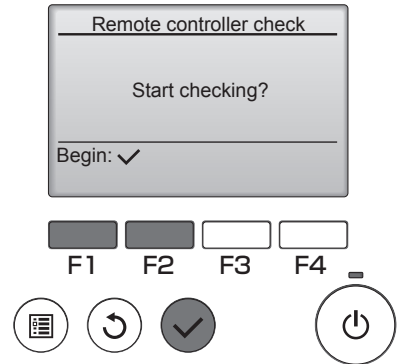 Remote controller check
Start checking?
Begin: ✓
F1 F2 F3 F4